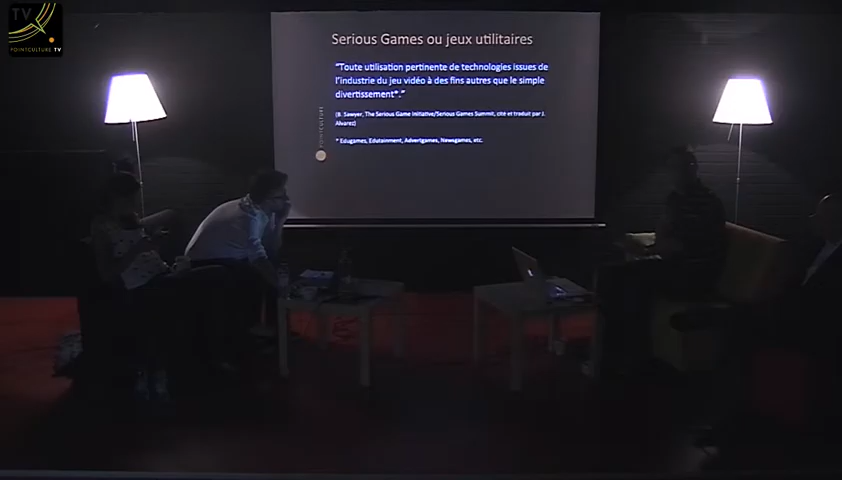 TV
POINTCULTURE TV
Serious Games ou jeux utilitaires
"Toute utilisation pertinente de technologies issues de
l'industrie du jeu vidéo à des fins autres que le simple
divertissement*."
(B. Sawyer, The Serious Game Initiative/Serious Games Summit, cité et traduit par J.
Alvarez)
POINTCULTURE
* Edugames, Edutainment, Advertgames, Newsgames, etc.